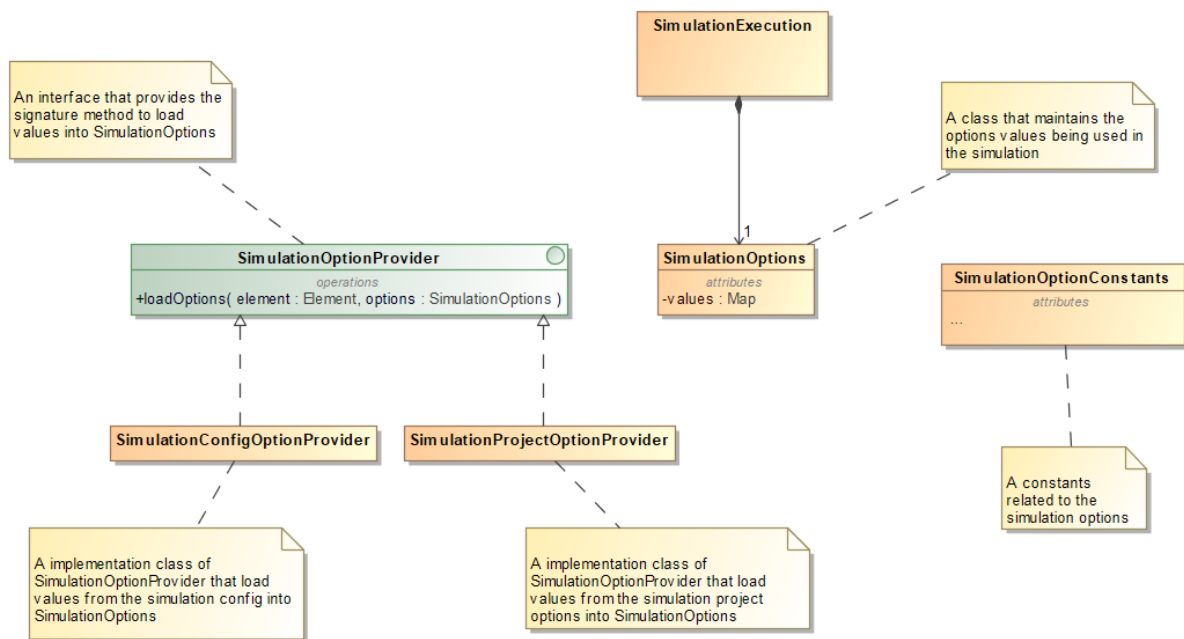 SimulationExecution
An interface that provides the
signature method to load
values into SimulationOptions
A class that maintains the
options values being used in
the simulation
1
SimulationOptionProvider
operations
+loadOptions( element : Element, options : SimulationOptions )
SimulationOptions
attributes
-values : Map
SimulationOptionConstants
attributes
...
SimulationConfigOptionProvider
SimulationProjectOptionProvider
A constants
related to the
simulation options
A implementation class of
SimulationOptionProvider that load
values from the simulation config into
SimulationOptions
A implementation class of
SimulationOptionProvider that load
values from the simulation project
options into SimulationOptions